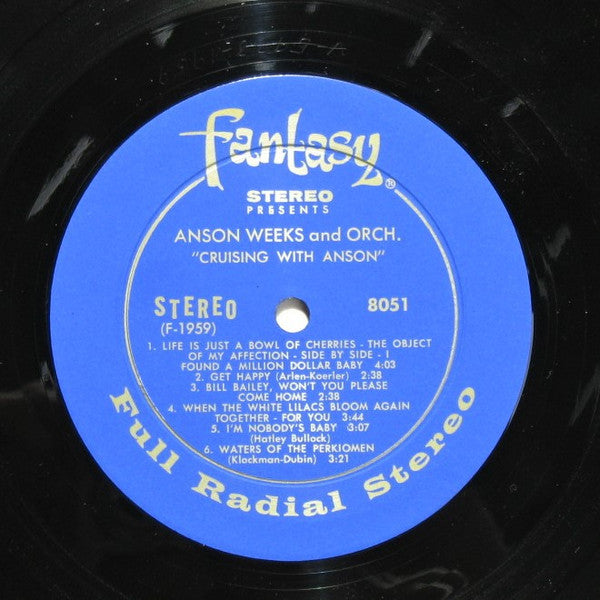 fantasy®
STEREO
PRESENTS
ANSON WEEKS and ORCH.
"CRUISING WITH ANSON"
STEREO
8051
(F-1959)
1. LIFE IS JUST A BOWL OF CHERRIES - THE OBJECT
OF MY AFFECTION - SIDE BY SIDE - I
FOUND A MILLION DOLLAR BABY 4:03
2. GET HAPPY (Arlen-Koerler) 2:38
3. BILL BAILEY, WON'T YOU PLEASE
COME HOME 2:38
4. WHEN THE WHITE LILACS BLOOM AGAIN
TOGETHER - FOR YOU 3:44
5. I'M NOBODY'S BABY 3:07
(Hatley Bullock)
6. WATERS OF THE PERKIOMEN
(Klackman-Dubin) 3:21
Full Radial Stereo